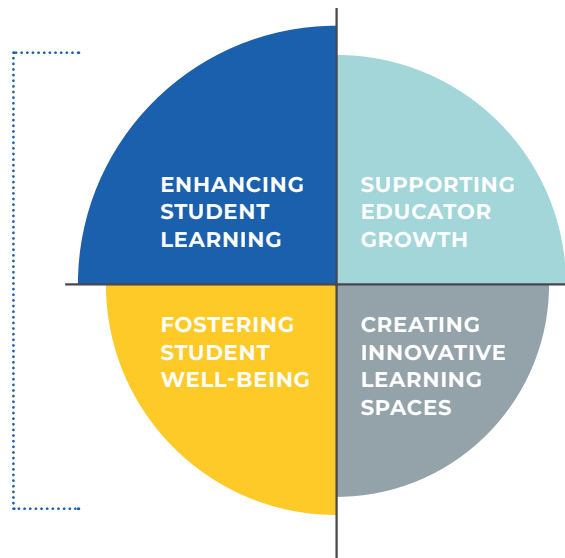 ENHANCING
STUDENT
LEARNING
SUPPORTING
EDUCATOR
GROWTH
FOSTERING
STUDENT
WELL-BEING
CREATING
INNOVATIVE
LEARNING
SPACES